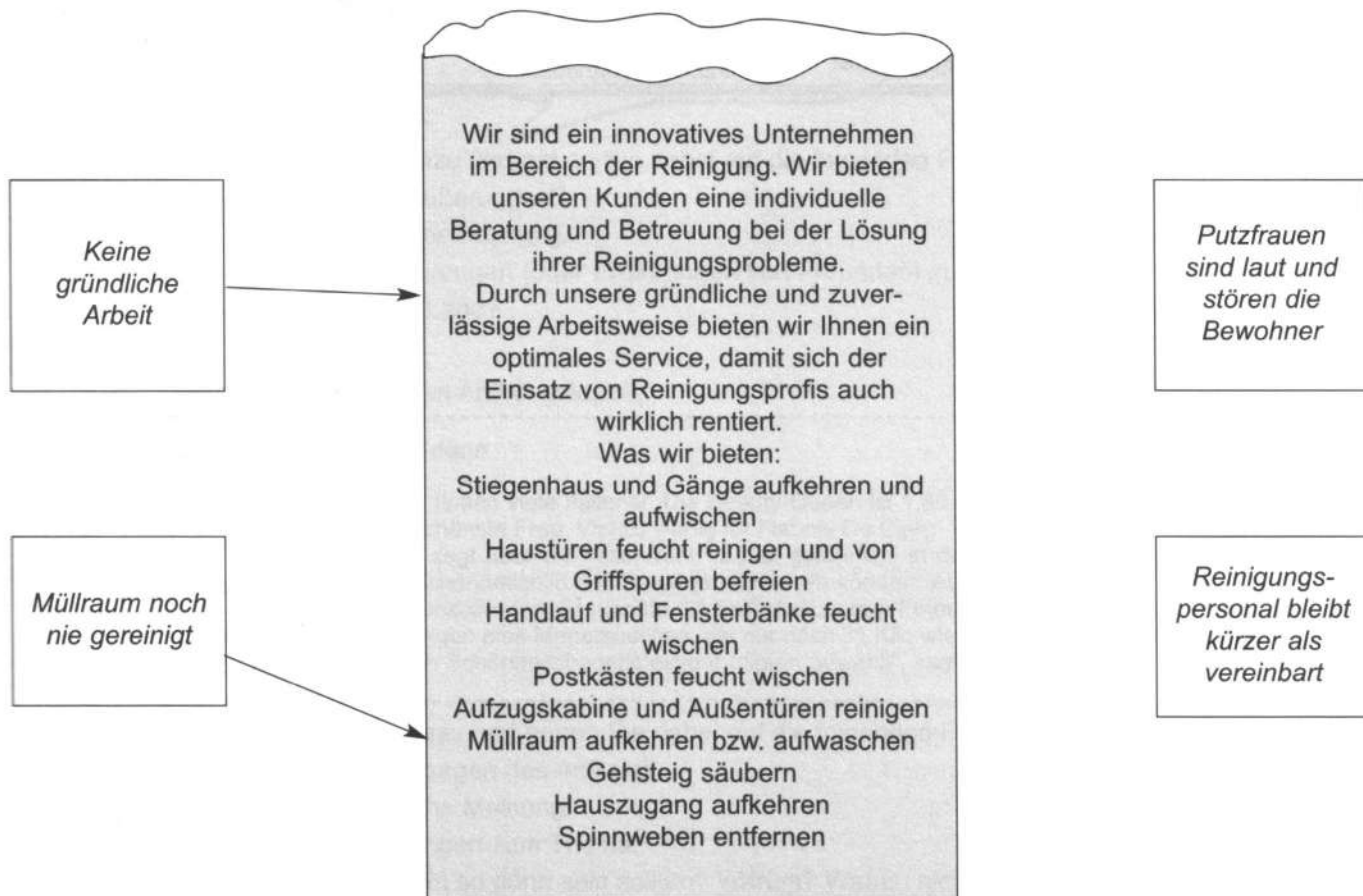 Wir sind ein innovatives Unternehmen
im Bereich der Reinigung. Wir bieten
unseren Kunden eine individuelle
Beratung und Betreuung bei der Lösung
ihrer Reinigungsprobleme.
Durch unsere gründliche und zuver-
lässige Arbeitsweise bieten wir Ihnen ein
optimales Service, damit sich der
Einsatz von Reinigungsprofis auch
wirklich rentiert.
Was wir bieten:
Stiegenhaus und Gänge aufkehren und
aufwischen
Haustüren feucht reinigen und von
Griffspuren befreien
Handlauf und Fensterbänke feucht
wischen
Postkästen feucht wischen
Aufzugskabine und Außentüren reinigen
Müllraum aufkehren bzw. aufwaschen
Gehsteig säubern
Hauszugang aufkehren
Spinnweben entfernen
Keine
gründliche
Arbeit
Müllraum noch
nie gereinigt
Putzfrauen
sind laut und
stören die
Bewohner
Reinigungs-
personal bleibt
kürzer als
vereinbart